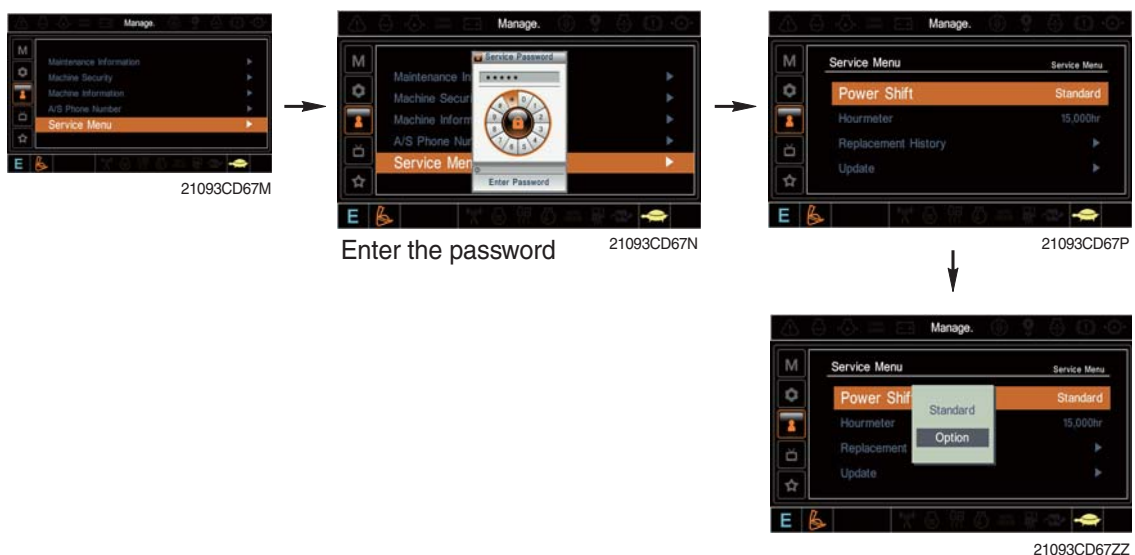 Manage.
M
Maintenance Information
Machine Security
Machine Information
A/S Phone Number
Service Menu
E
21093CD67M
Manage.
M
Service Password
*****
Maintenance In
Machine Securi
Machine Inform
A/S Phone Nur
Service Men
Enter Password
E
Enter the password
21093CD67N
Manage.
M
Service Menu
Service Menu
Power Shift
Standard
Hourmeter
15,000hr
Replacement History
Update
E
21093CD67P
Manage.
M
Service Menu
Service Menu
Power Shif
Standard
Standard
Option
Hourmeter
15,000hr
Replacement
Update
E
21093CD67ZZ